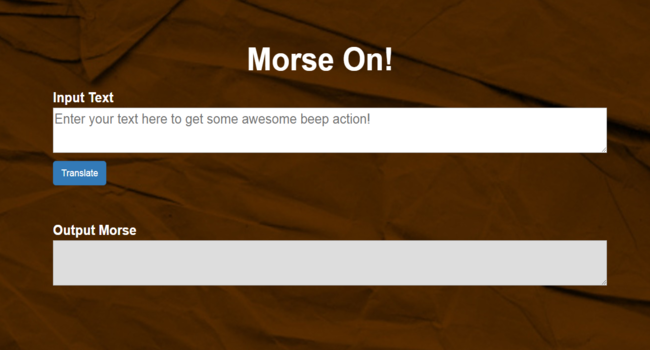 Morse On!
Input Text
Enter your text here to get some awesome beep action!
Translate
Output Morse